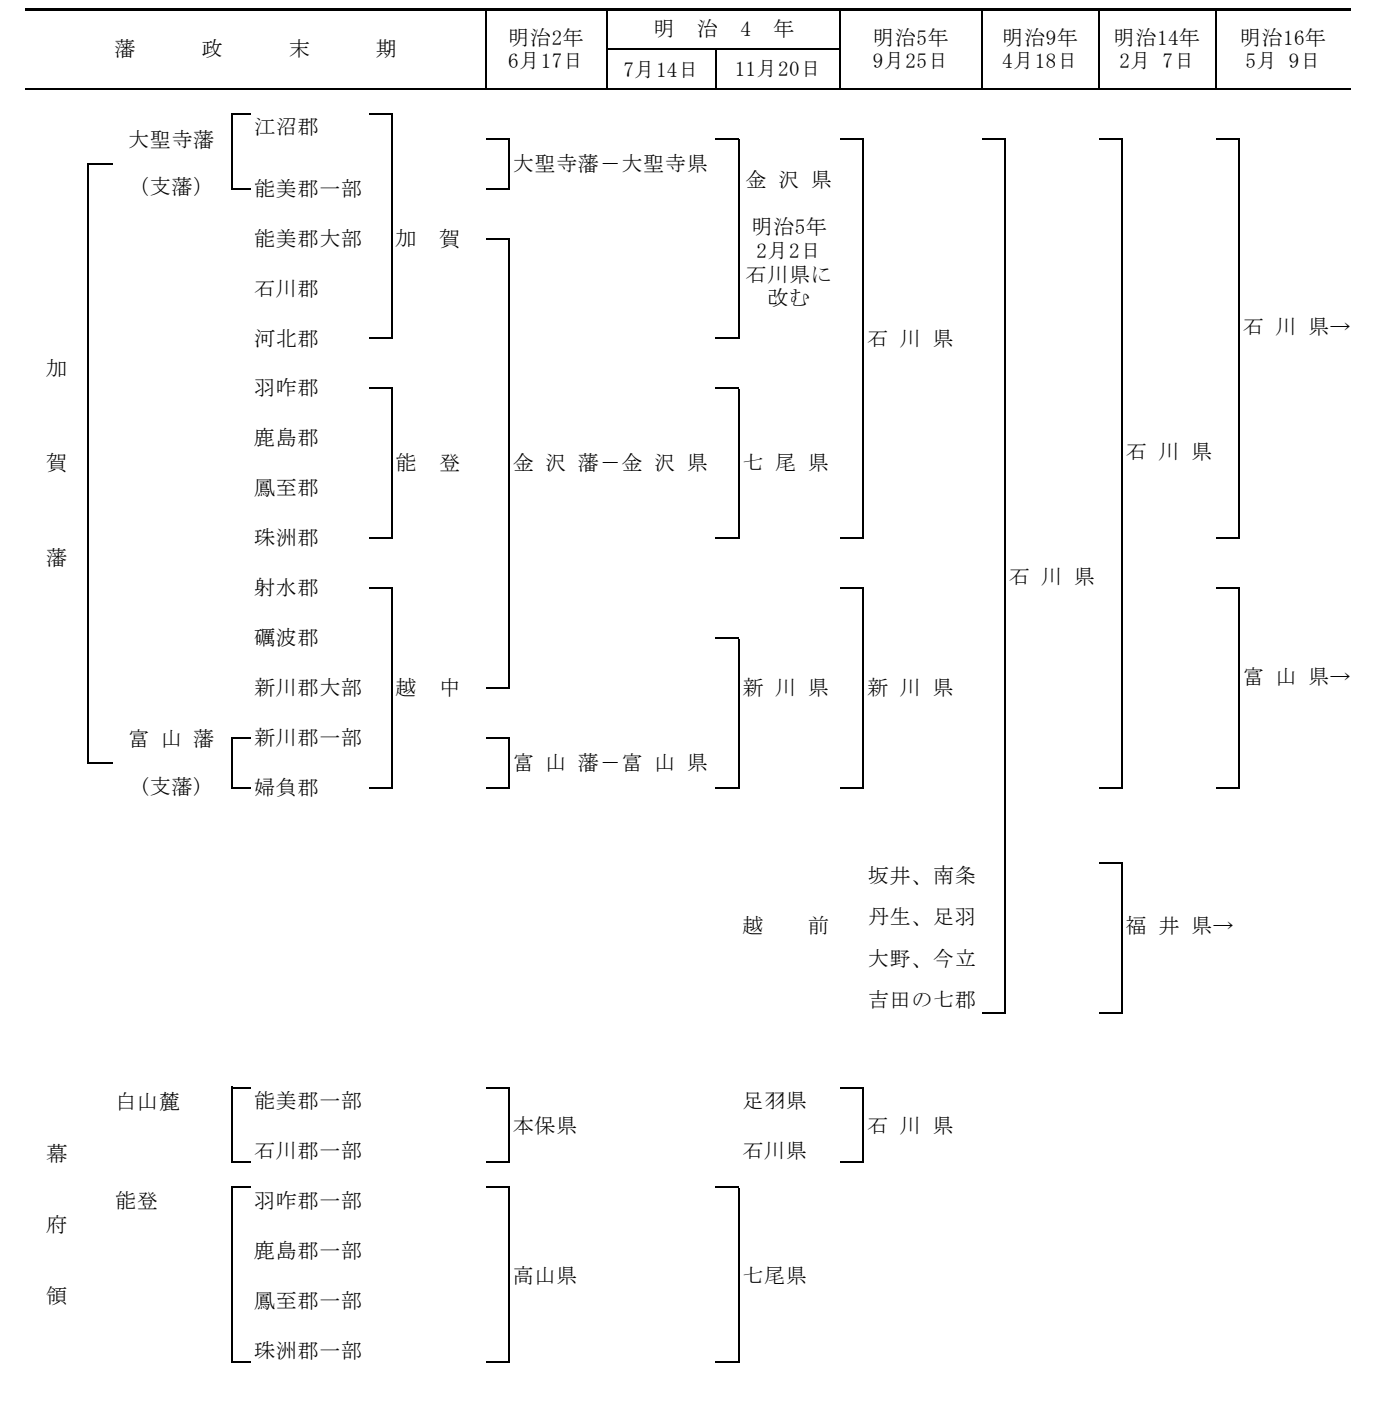 藩政末期
明治2年
6月17日
明治4年
7月14日
11月20日
明治5年
9月25日
明治9年
4月18日
明治14年
2月 7日
明治16年
5月 9日
加賀藩
大聖寺藩
(支藩)
江沼郡
能美郡一部
能美郡大部
石川郡
河北郡
加賀
羽咋郡
鹿島郡
鳳至郡
珠洲郡
能登
射水郡
礪波郡
新川郡大部
越中
富山藩
(支藩)
新川郡一部
婦負郡
大聖寺藩－大聖寺県
金沢藩－金沢県
富山藩－富山県
金沢県
明治5年
2月2日
石川県に
改む
七尾県
新川県
石川県
新川県
越前
坂井、南条
丹生、足羽
大野、今立
吉田の七郡
石川県
石川県
福井県→
石川県→
富山県→
幕府領
白山麓
能美郡一部
石川郡一部
本保県
足羽県
石川県
石川県
能登
羽咋郡一部
鹿島郡一部
鳳至郡一部
珠洲郡一部
高山県
七尾県